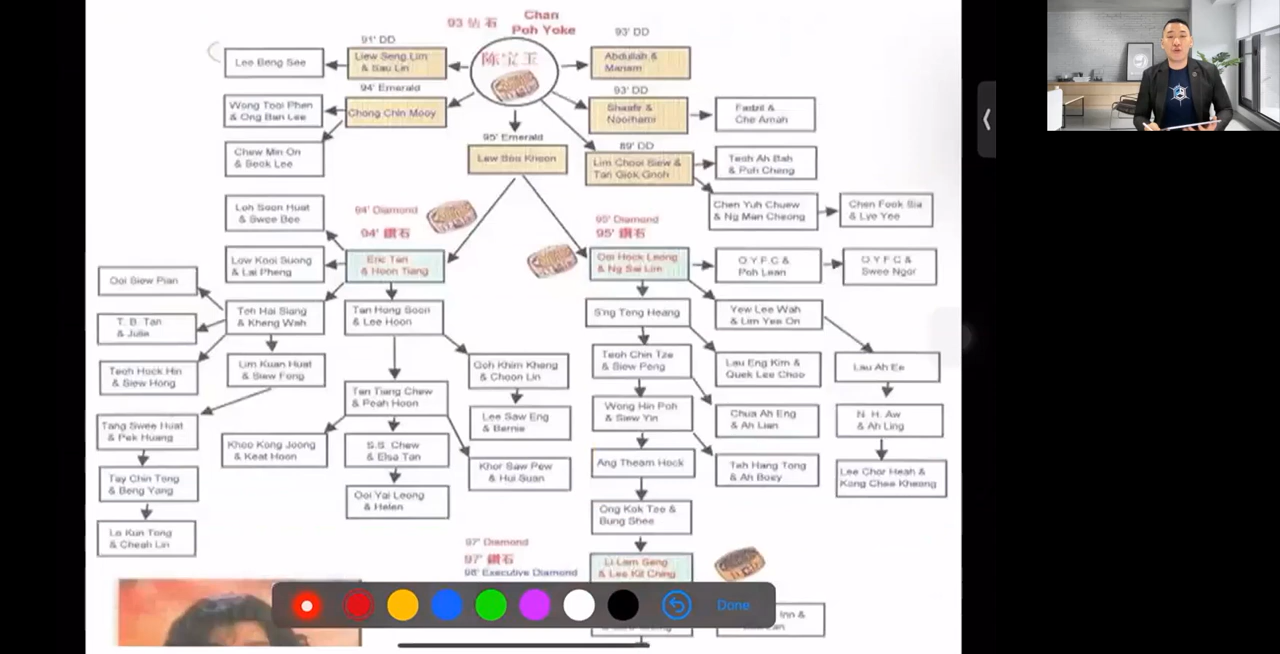 93 钻石
Chan
Poh Yoke
陈宝玉
91' DD
Liew Seng Lim
& Siau Lin
Lee Beng See
94' Emerald
Chong Chin Mooy
Wong Tooi Phen
& Ong Ban Lee
Chew Min On
& Seok Lee
95' Emerald
Law Bon Kheon
93' DD
Abdullah &
Mariam
93' DD
Shaafir &
Noorhaini
Fadzil &
Che Amah
89' DD
Lim Chooi Siew &
Tan Giok Gnoh
Teoh Ah Bah
& Poh Cheng
Chen Yuh Chuew
& Ng Man Cheong
Chen Fook Sia
& Lye Yee
94' Diamond
94' 鑽石
Eric Tan
& Hoon Tiang
Loh Soon Huat
& Swee Bee
Low Kooi Suong
& Lai Pheng
Teh Hai Siang
& Kheng Wah
Ooi Siew Pian
T. B. Tan
& Julia
Teoh Hock Hin
& Siew Hong
Lim Kuan Huat
& Siew Fong
Tang Swee Huat
& Pek Huang
Tay Chin Tong
& Beng Yang
Lo Kun Tong
& Cheah Lin
Tan Hong Soon
& Lee Hoon
Ooh Khim Kheng
& Choon Lin
Lee Saw Eng
& Bernie
Tan Tiang Chew
& Peah Hoon
Khoo Kong Joong
& Keat Hoon
S.S. Chew
& Elsa Tan
Khor Saw Pew
& Hui Suan
Ooi Yai Leong
& Helen
95' Diamond
95' 鑽石
Ooi Hock Leong
& Ng Sai Lim
O Y F C &
Poh Lean
O Y F C &
Swee Ngor
S'ng Teng Heang
Yew Lee Wah
& Lim Yee On
Teoh Chin Tze
& Siew Peng
Lau Eng Kim &
Quek Lee Choo
Lau Ah Ee
Wong Hin Poh
& Siew Yin
Chua Ah Eng
& Ah Lian
N. H. Aw
& Ah Ling
Ang Theam Hock
Teh Hang Tong
& Ah Boey
Lee Chor Heah &
Kong Chee Kheong
Ong Kok Tee &
Bung Shee
97' Diamond
97' 鑽石
98' Executive Diamond
Li Lam Seng
& Lee Kit Ching
Inn &
Done